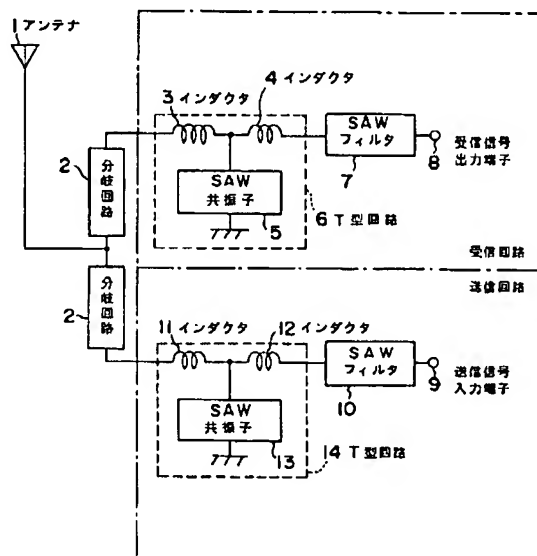 1 アンテナ
3 インダクタ
4 インダクタ
SAW
フィルタ
7
8
受信信号
出力端子
2
分岐回路
SAW
共振子
5
6 T型回路
受信回路
送信回路
2
分岐回路
11 インダクタ
12 インダクタ
SAW
フィルタ
10
9
送信信号
入力端子
SAW
共振子
13
14 T型回路